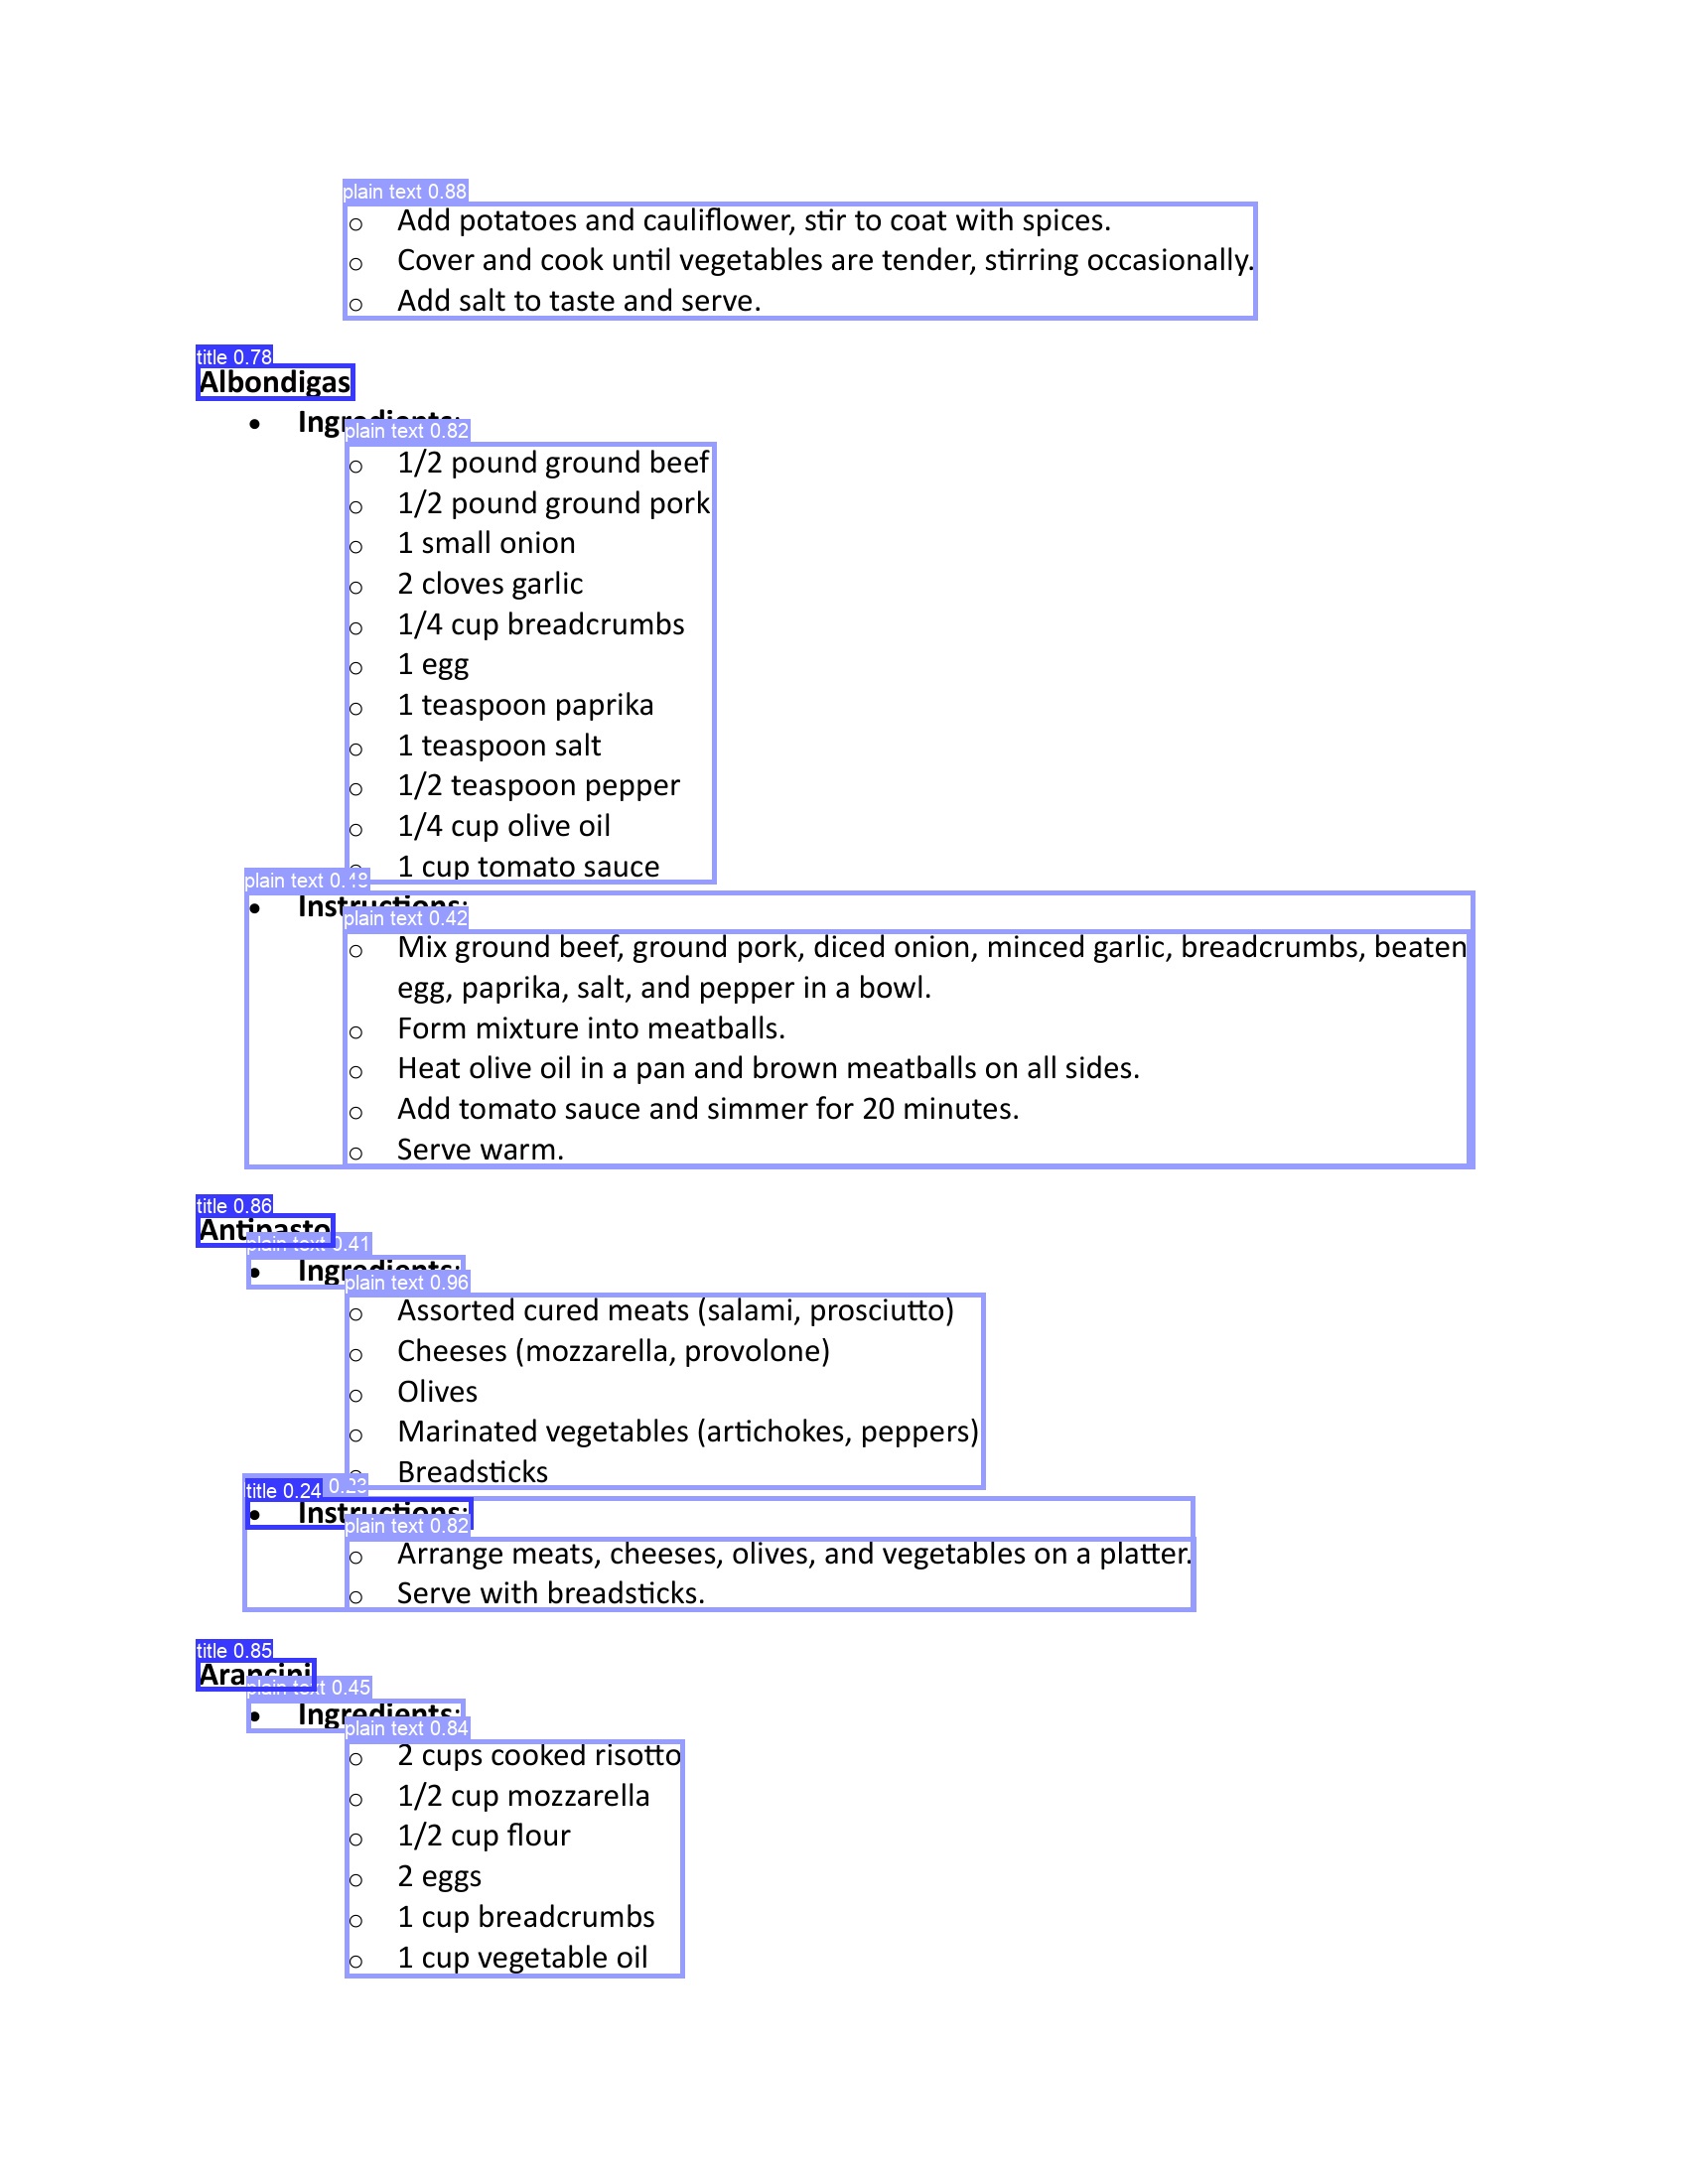 plain text 0.88
○ Add potatoes and cauliflower, stir to coat with spices.
○ Cover and cook until vegetables are tender, stirring occasionally.
○ Add salt to taste and serve.
title 0.78
Albondigas
• Ingredients:
plain text 0.82
○ 1/2 pound ground beef
○ 1/2 pound ground pork
○ 1 small onion
○ 2 cloves garlic
○ 1/4 cup breadcrumbs
○ 1 egg
○ 1 teaspoon paprika
○ 1 teaspoon salt
○ 1/2 teaspoon pepper
○ 1/4 cup olive oil
○ 1 cup tomato sauce
plain text 0.48
• Instructions:
plain text 0.42
○ Mix ground beef, ground pork, diced onion, minced garlic, breadcrumbs, beaten
egg, paprika, salt, and pepper in a bowl.
○ Form mixture into meatballs.
○ Heat olive oil in a pan and brown meatballs on all sides.
○ Add tomato sauce and simmer for 20 minutes.
○ Serve warm.
title 0.86
Antipasto
plain text 0.41
• Ingredients:
plain text 0.96
○ Assorted cured meats (salami, prosciutto)
○ Cheeses (mozzarella, provolone)
○ Olives
○ Marinated vegetables (artichokes, peppers)
○ Breadsticks
title 0.24 0.23
• Instructions:
plain text 0.82
○ Arrange meats, cheeses, olives, and vegetables on a platter.
○ Serve with breadsticks.
title 0.85
Arancini
plain text 0.45
• Ingredients:
plain text 0.84
○ 2 cups cooked risotto
○ 1/2 cup mozzarella
○ 1/2 cup flour
○ 2 eggs
○ 1 cup breadcrumbs
○ 1 cup vegetable oil